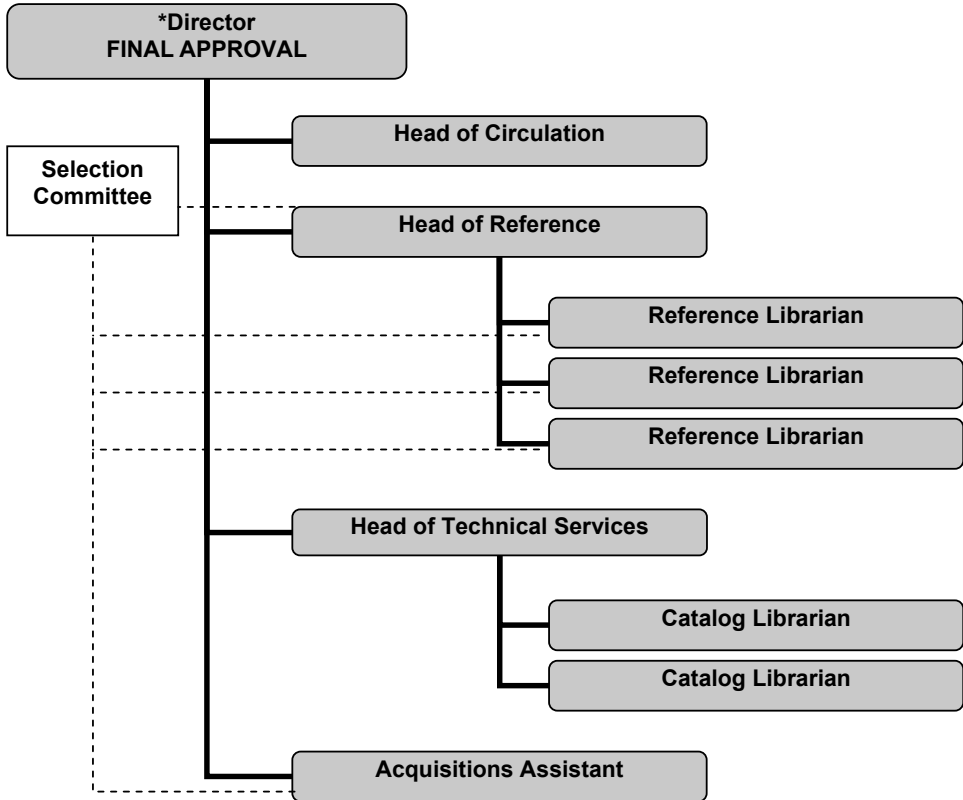 *Director
FINAL APPROVAL
Head of Circulation
Selection
Committee
Head of Reference
Reference Librarian
Reference Librarian
Reference Librarian
Head of Technical Services
Catalog Librarian
Catalog Librarian
Acquisitions Assistant